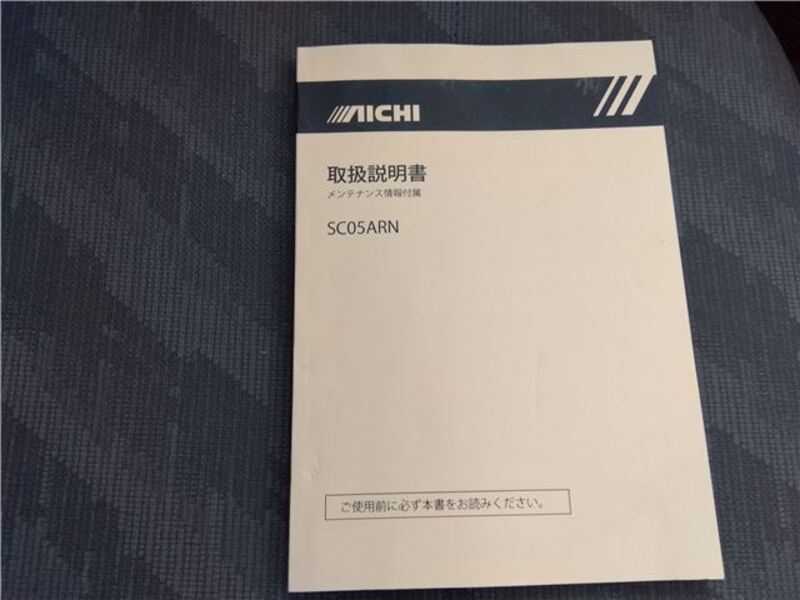 AICHI
取扱説明書
メンテナンス情報付属
SC05ARN
ご使用前に必ず本書をお読みください。